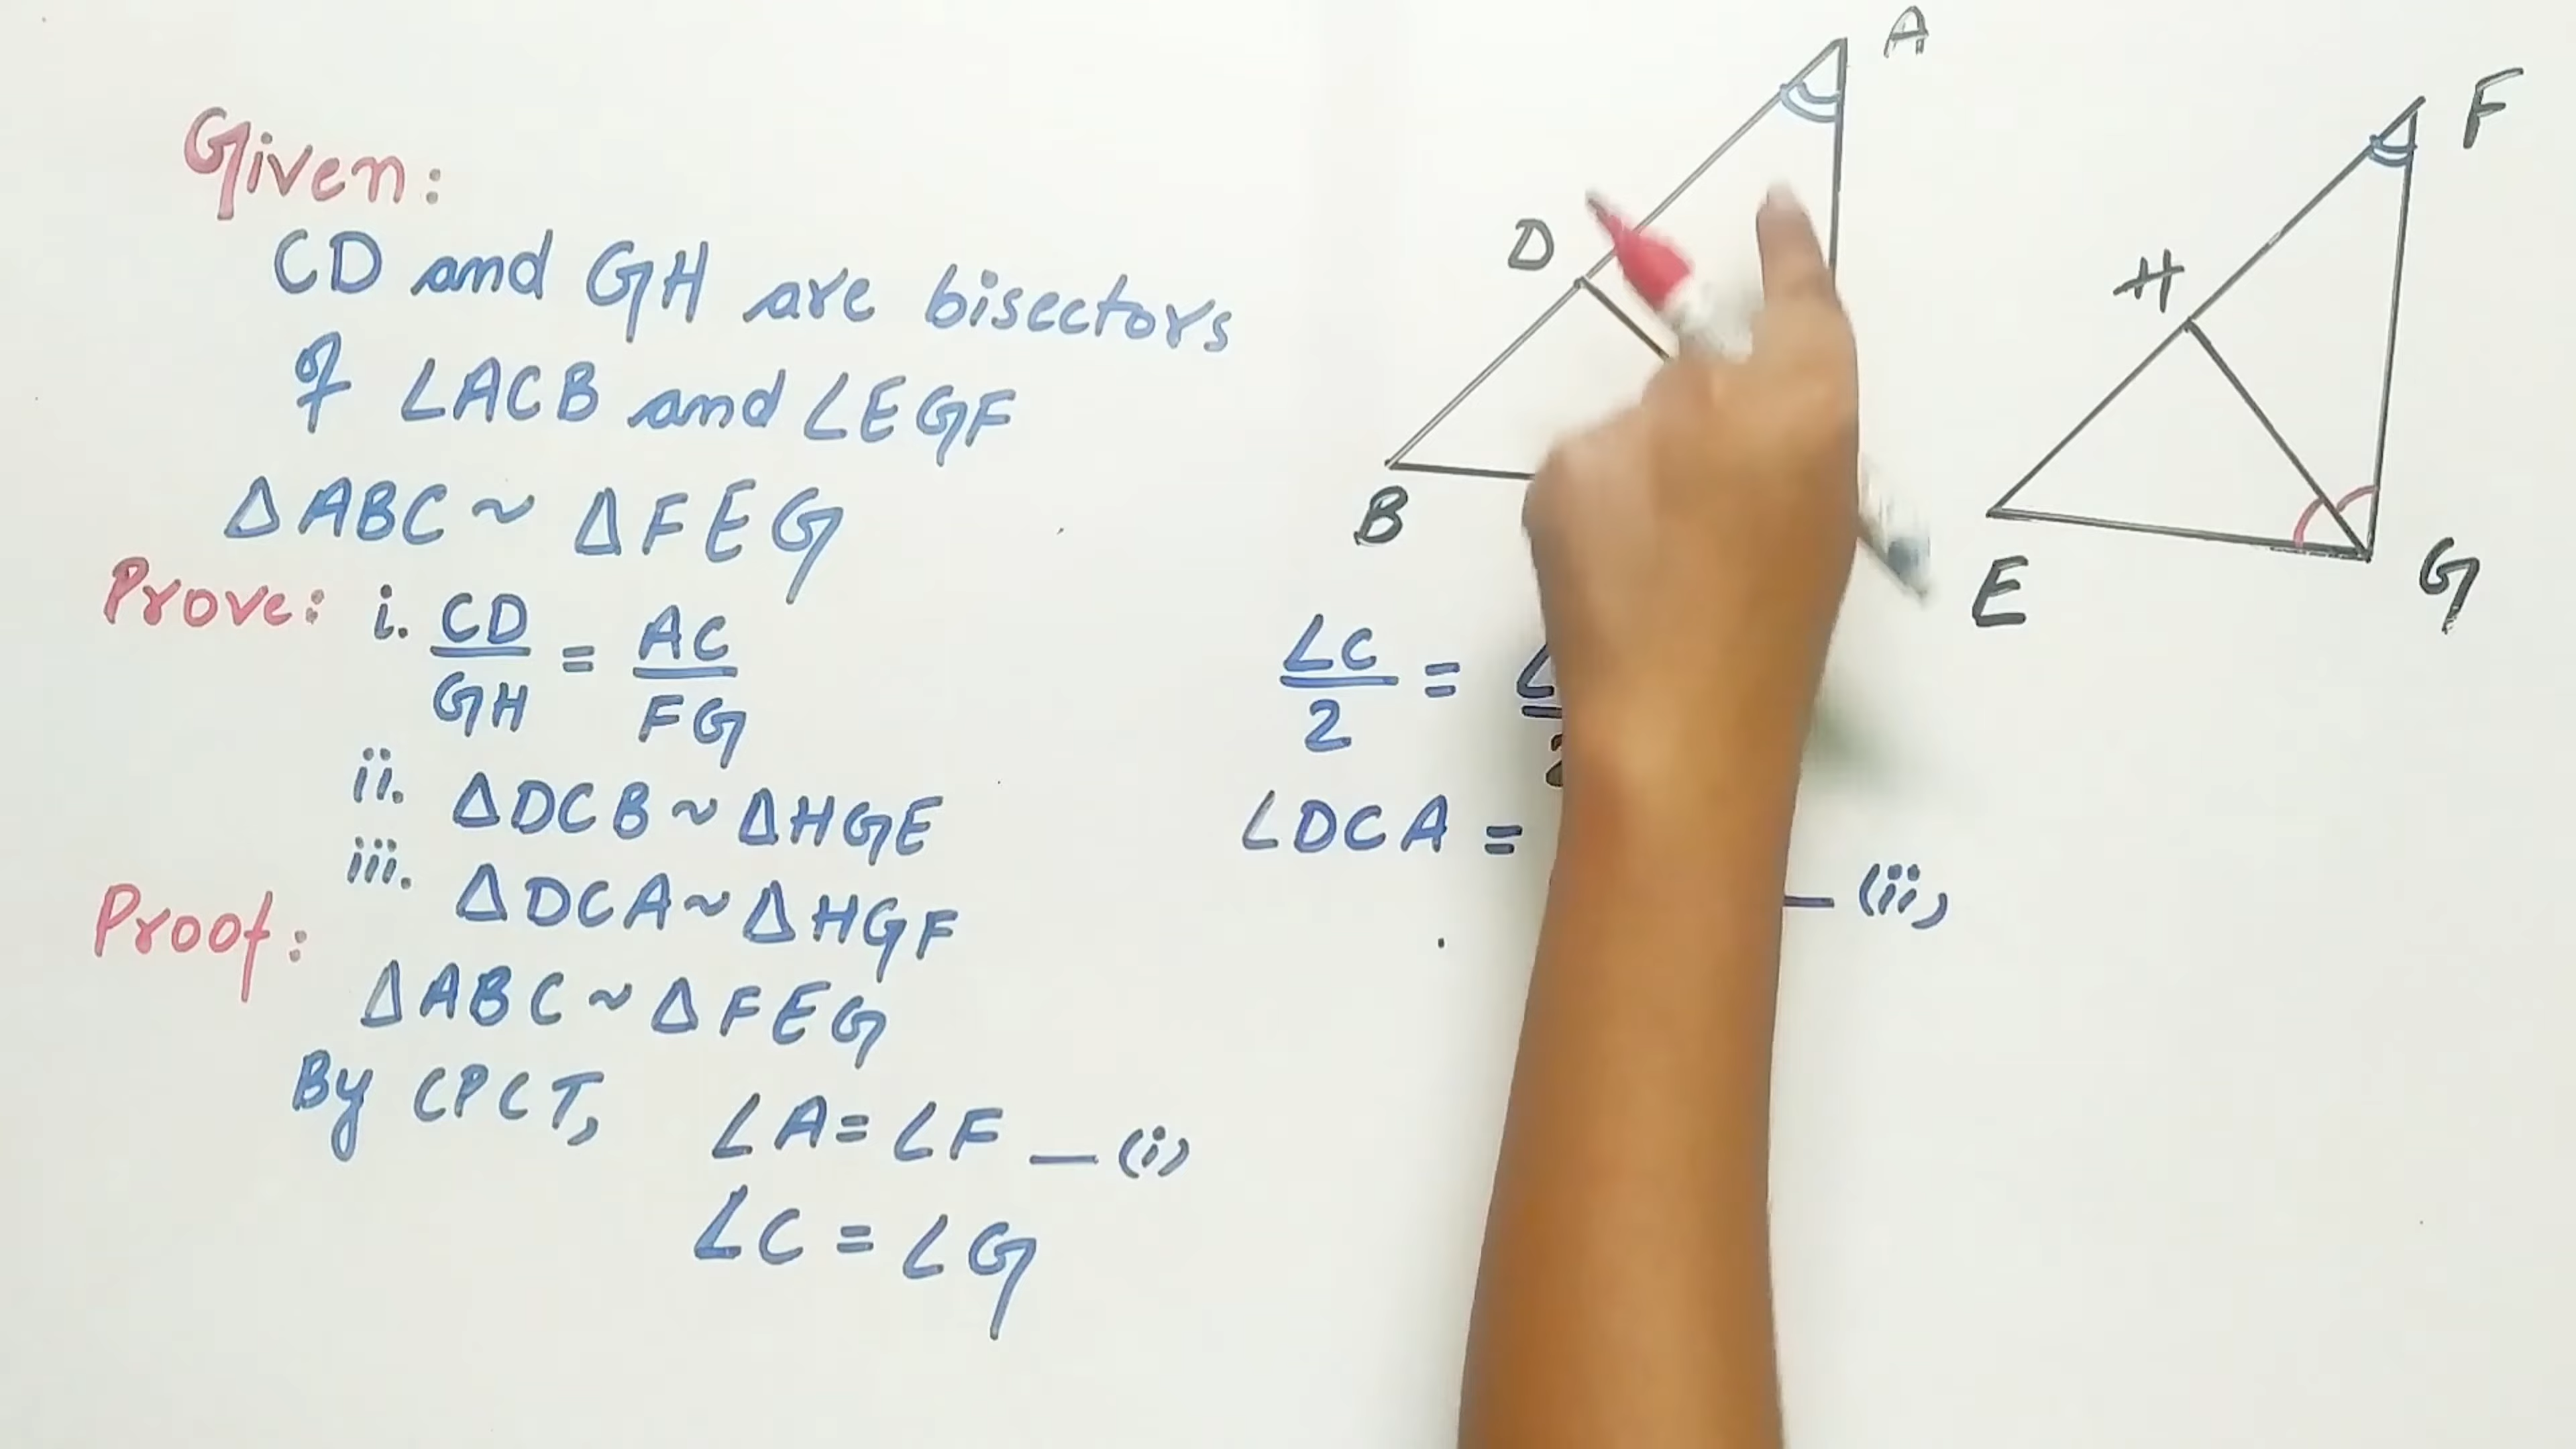 Given:
CD and GH are bisectors
of ∠ACB and ∠EGF
ΔABC ~ ΔFEG
Prove: i. CD/GH = AC/FG
ii. ΔDCB ~ ΔHGE
iii. ΔDCA ~ ΔHGF
Proof:
ΔABC ~ ΔFEG
By CPCT,
∠A = ∠F — (i)
∠C = ∠G
A
D
B
F
H
E
G
∠C/2 =
∠DCA =
— (ii)